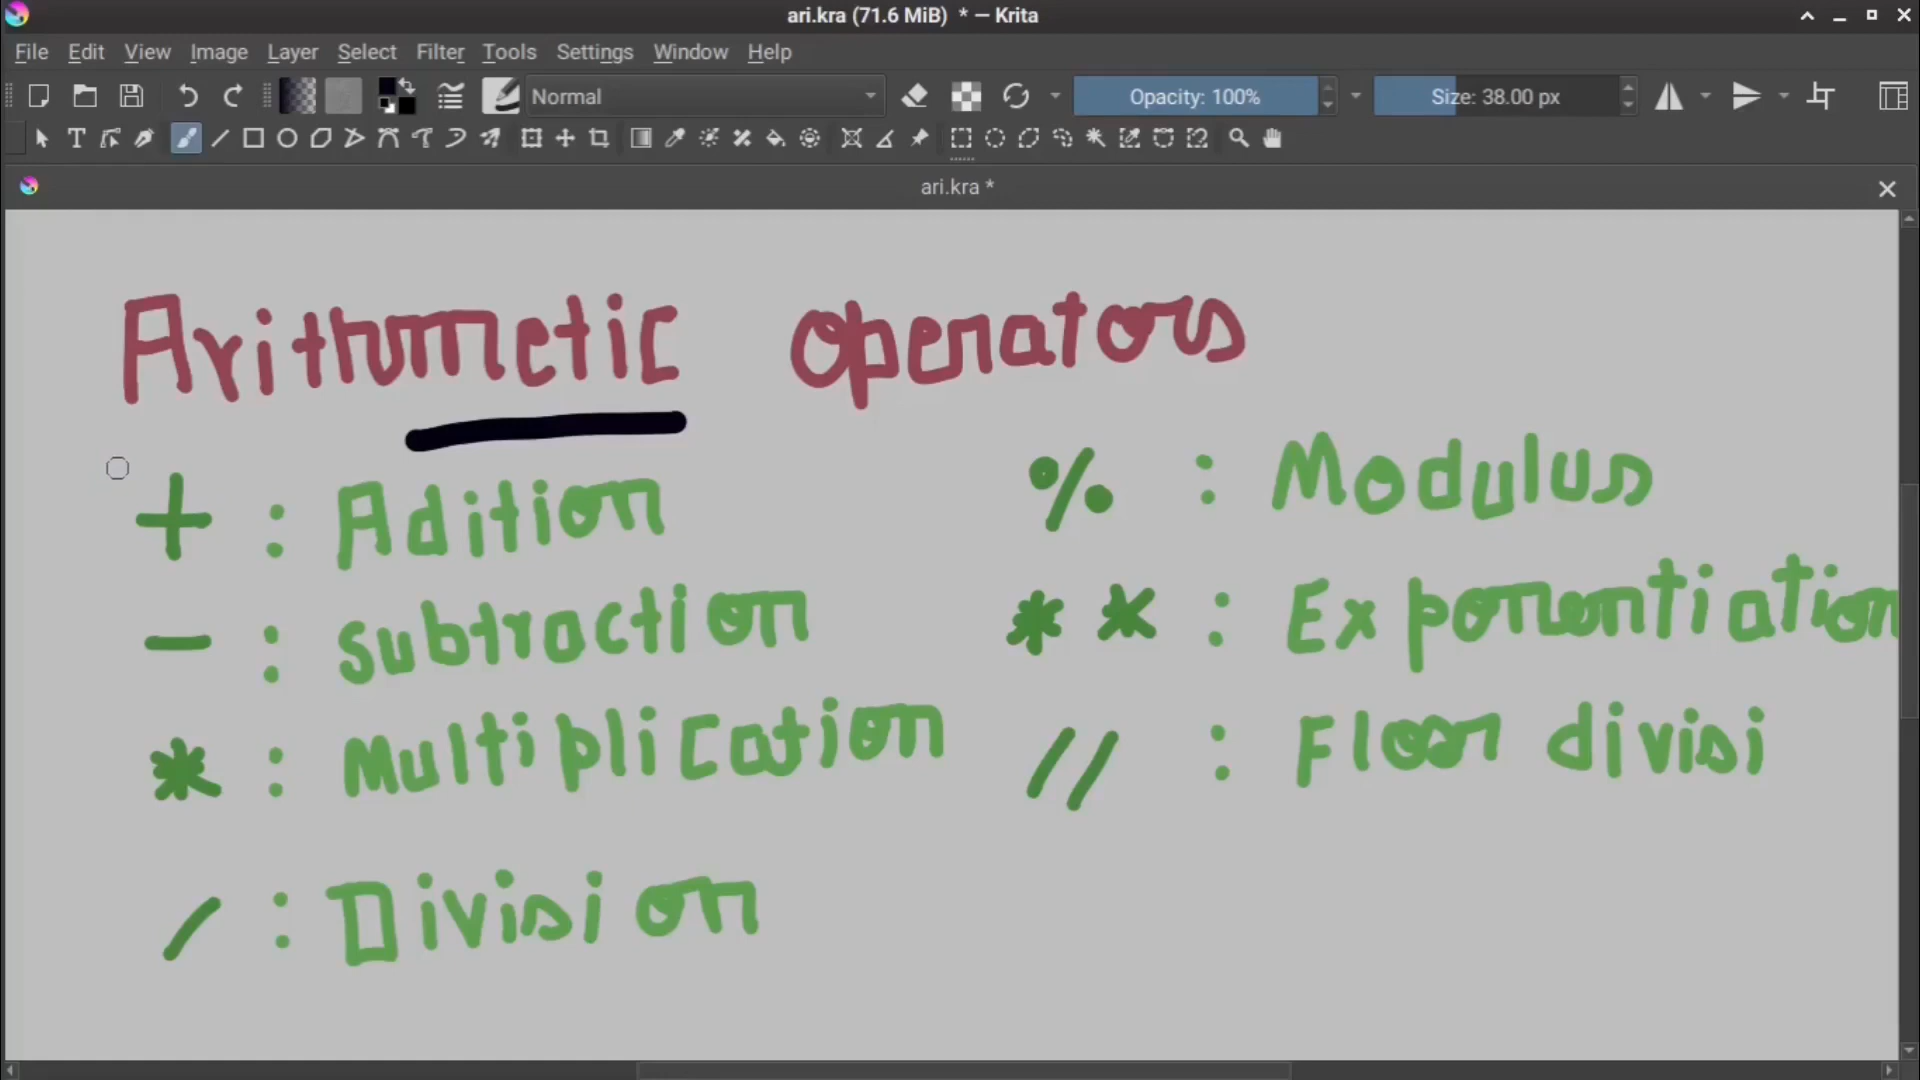 ari.kra (71.6 MiB) * — Krita
File Edit View Image Layer Select Filter Tools Settings Window Help
Normal Opacity: 100% Size: 38.00 px
ari.kra *
Arithmetic operators
+ : Adition
- : Subtraction
* : Multiplication
/ : Division
% : Modulus
** : Exponentiation
// : Floor divisi